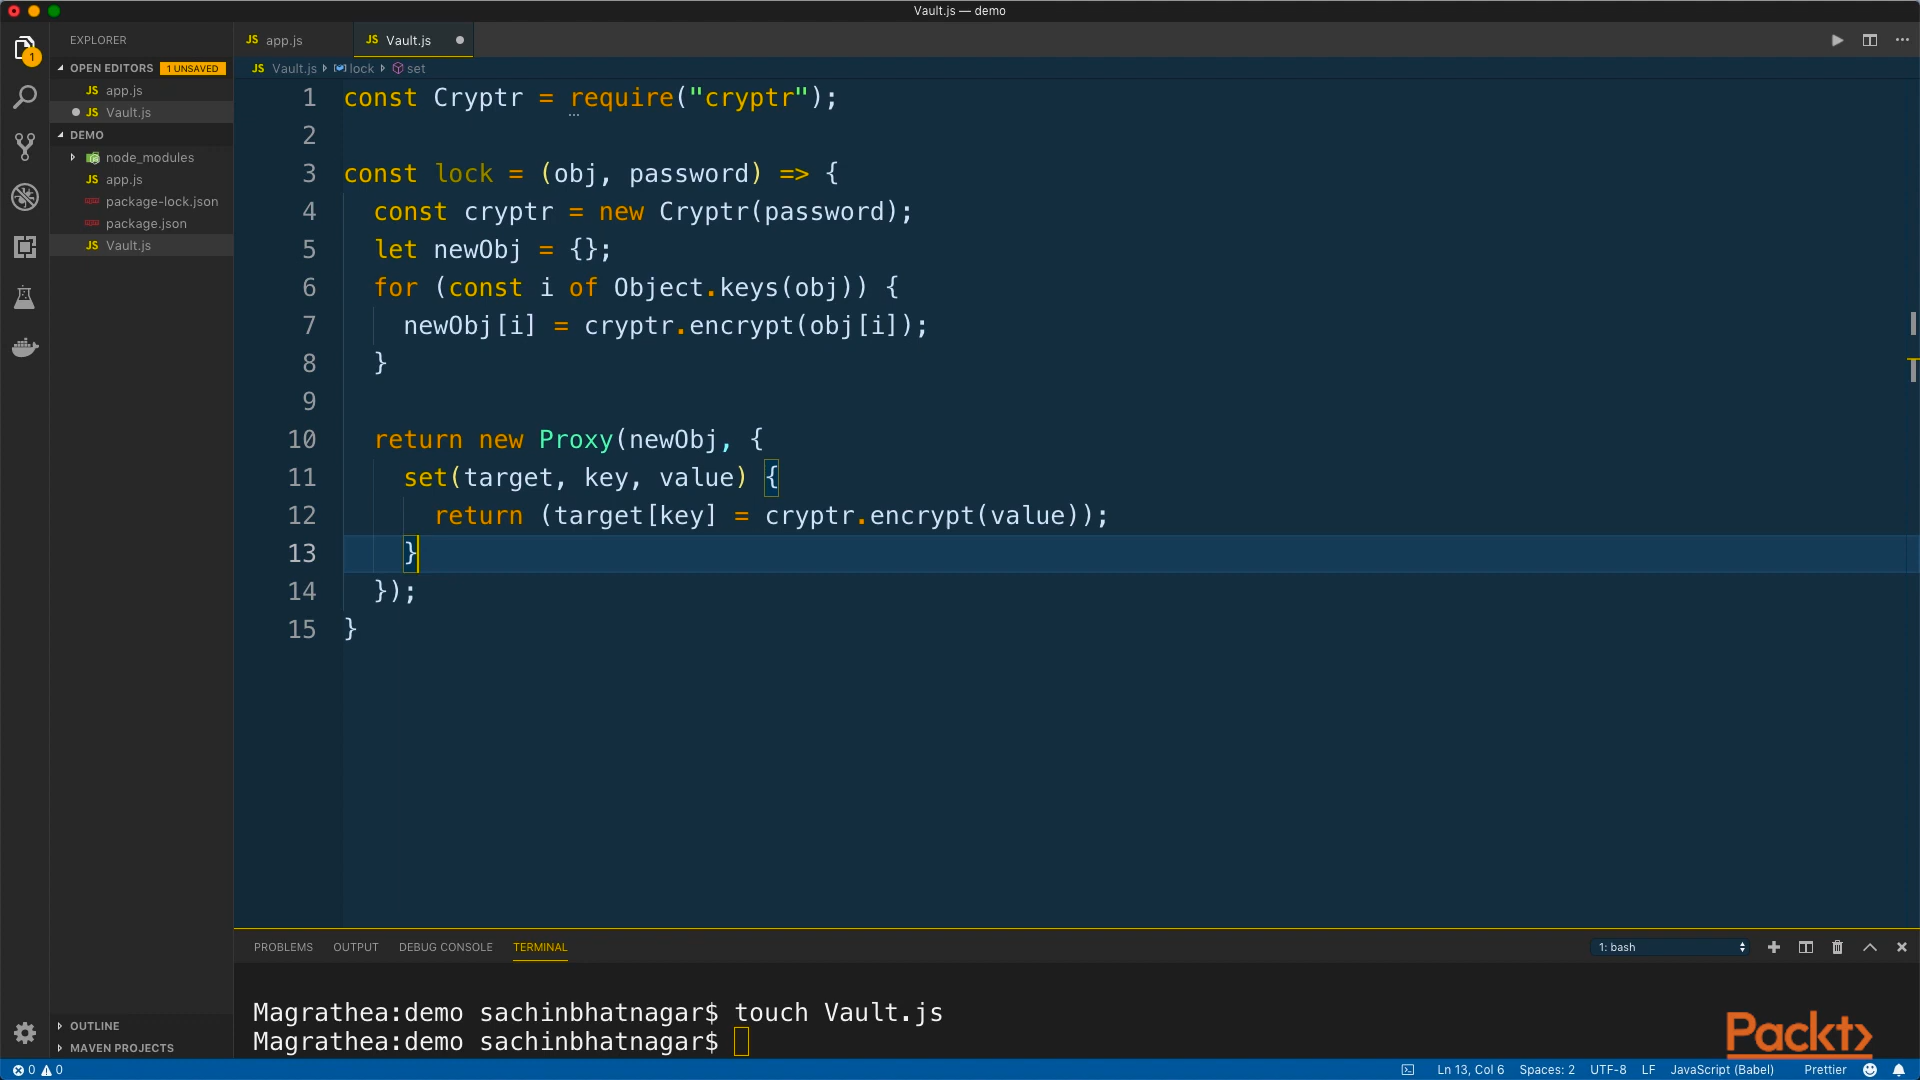 Vault.js — demo
EXPLORER
OPEN EDITORS 1 UNSAVED
JS app.js
JS Vault.js
DEMO
node_modules
JS app.js
package-lock.json
package.json
JS Vault.js
OUTLINE
MAVEN PROJECTS
1
JS app.js
JS Vault.js
JS Vault.js lock set
1 const Cryptr = require("cryptr");
2
3 const lock = (obj, password) => {
4 const cryptr = new Cryptr(password);
5 let newObj = {};
6 for (const i of Object.keys(obj)) {
7 newObj[i] = cryptr.encrypt(obj[i]);
8 }
9
10 return new Proxy(newObj, {
11 set(target, key, value) {
12 return (target[key] = cryptr.encrypt(value));
13 }
14 });
15 }
PROBLEMS OUTPUT DEBUG CONSOLE TERMINAL
1: bash
Magrathea:demo sachinbhatnagar$ touch Vault.js
Magrathea:demo sachinbhatnagar$
Packt>
0 0
Ln 13, Col 6 Spaces: 2 UTF-8 LF JavaScript (Babel) Prettier